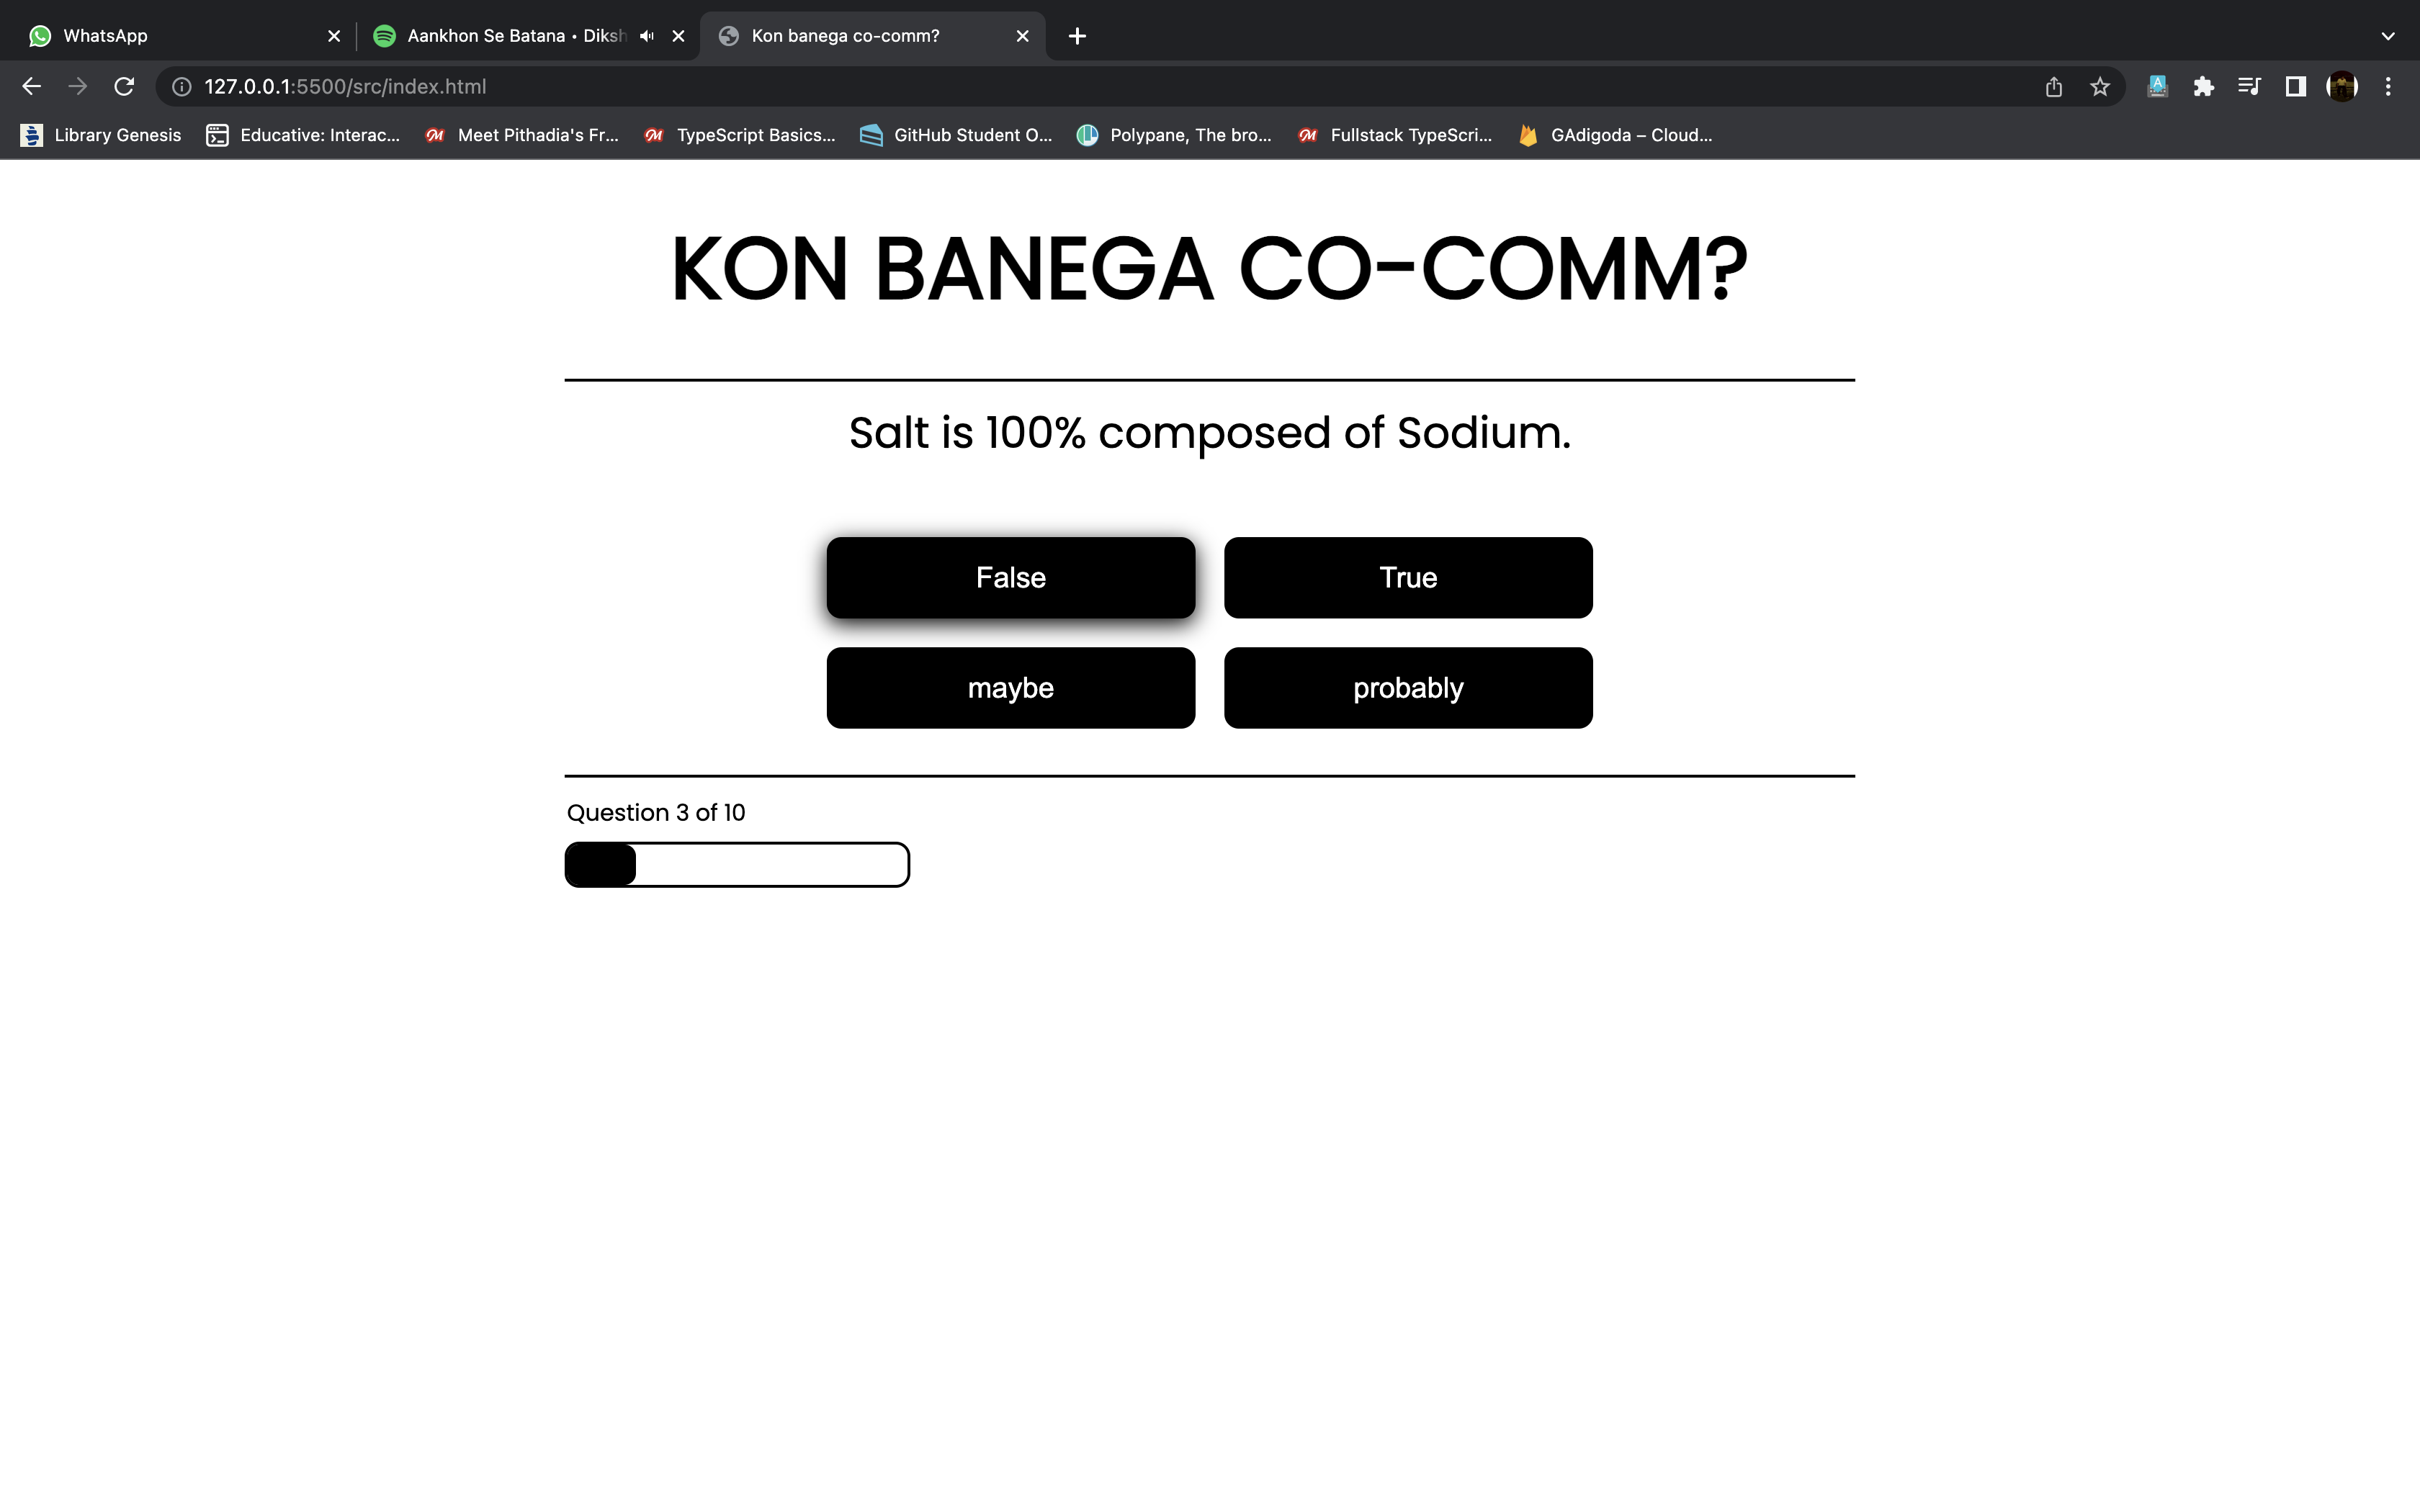 WhatsApp
Aankhon Se Batana • Diksh
Kon banega co-comm?
127.0.0.1:5500/src/index.html
Library Genesis
Educative: Interac...
Meet Pithadia's Fr...
TypeScript Basics...
GitHub Student O...
Polypane, The bro...
Fullstack TypeScri...
GAdigoda – Cloud...
KON BANEGA CO-COMM?
Salt is 100% composed of Sodium.
False
True
maybe
probably
Question 3 of 10